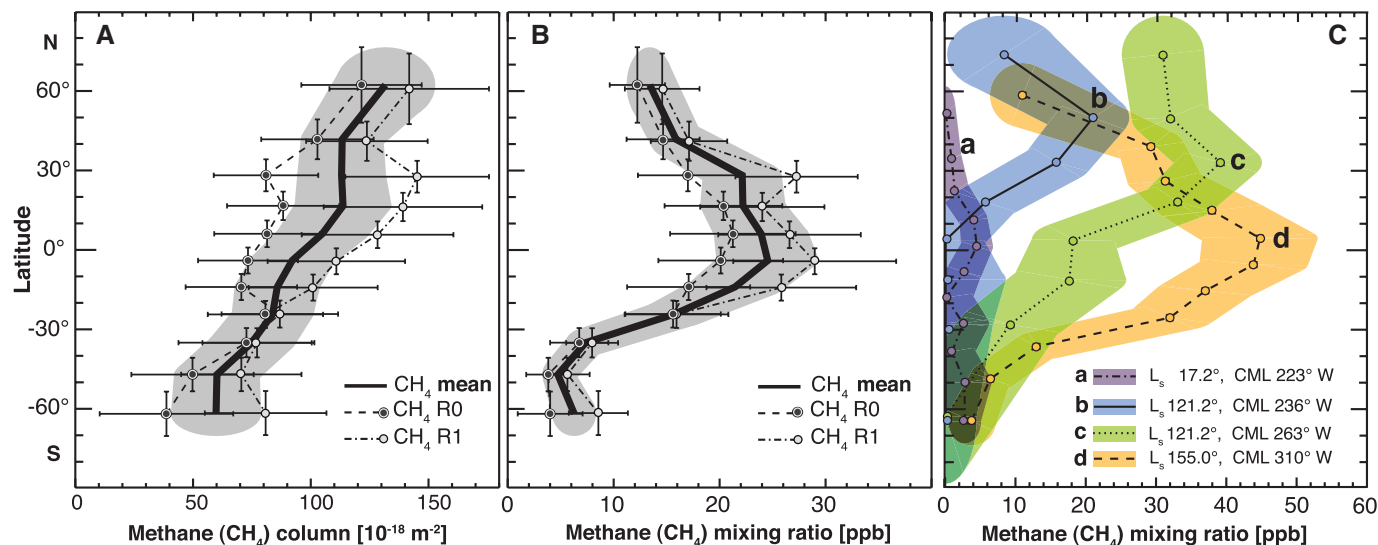 A
B
C
N
60°
30°
0°
-30°
-60°
S
Latitude
CH₄ mean
CH₄ R0
CH₄ R1
0 50 100 150
Methane (CH₄) column [10⁻¹⁸ m⁻²]
CH₄ mean
CH₄ R0
CH₄ R1
0 10 20 30
Methane (CH₄) mixing ratio [ppb]
a
b
c
d
a Lₛ 17.2°, CML 223° W
b Lₛ 121.2°, CML 236° W
c Lₛ 121.2°, CML 263° W
d Lₛ 155.0°, CML 310° W
0 10 20 30 40 50 60
Methane (CH₄) mixing ratio [ppb]